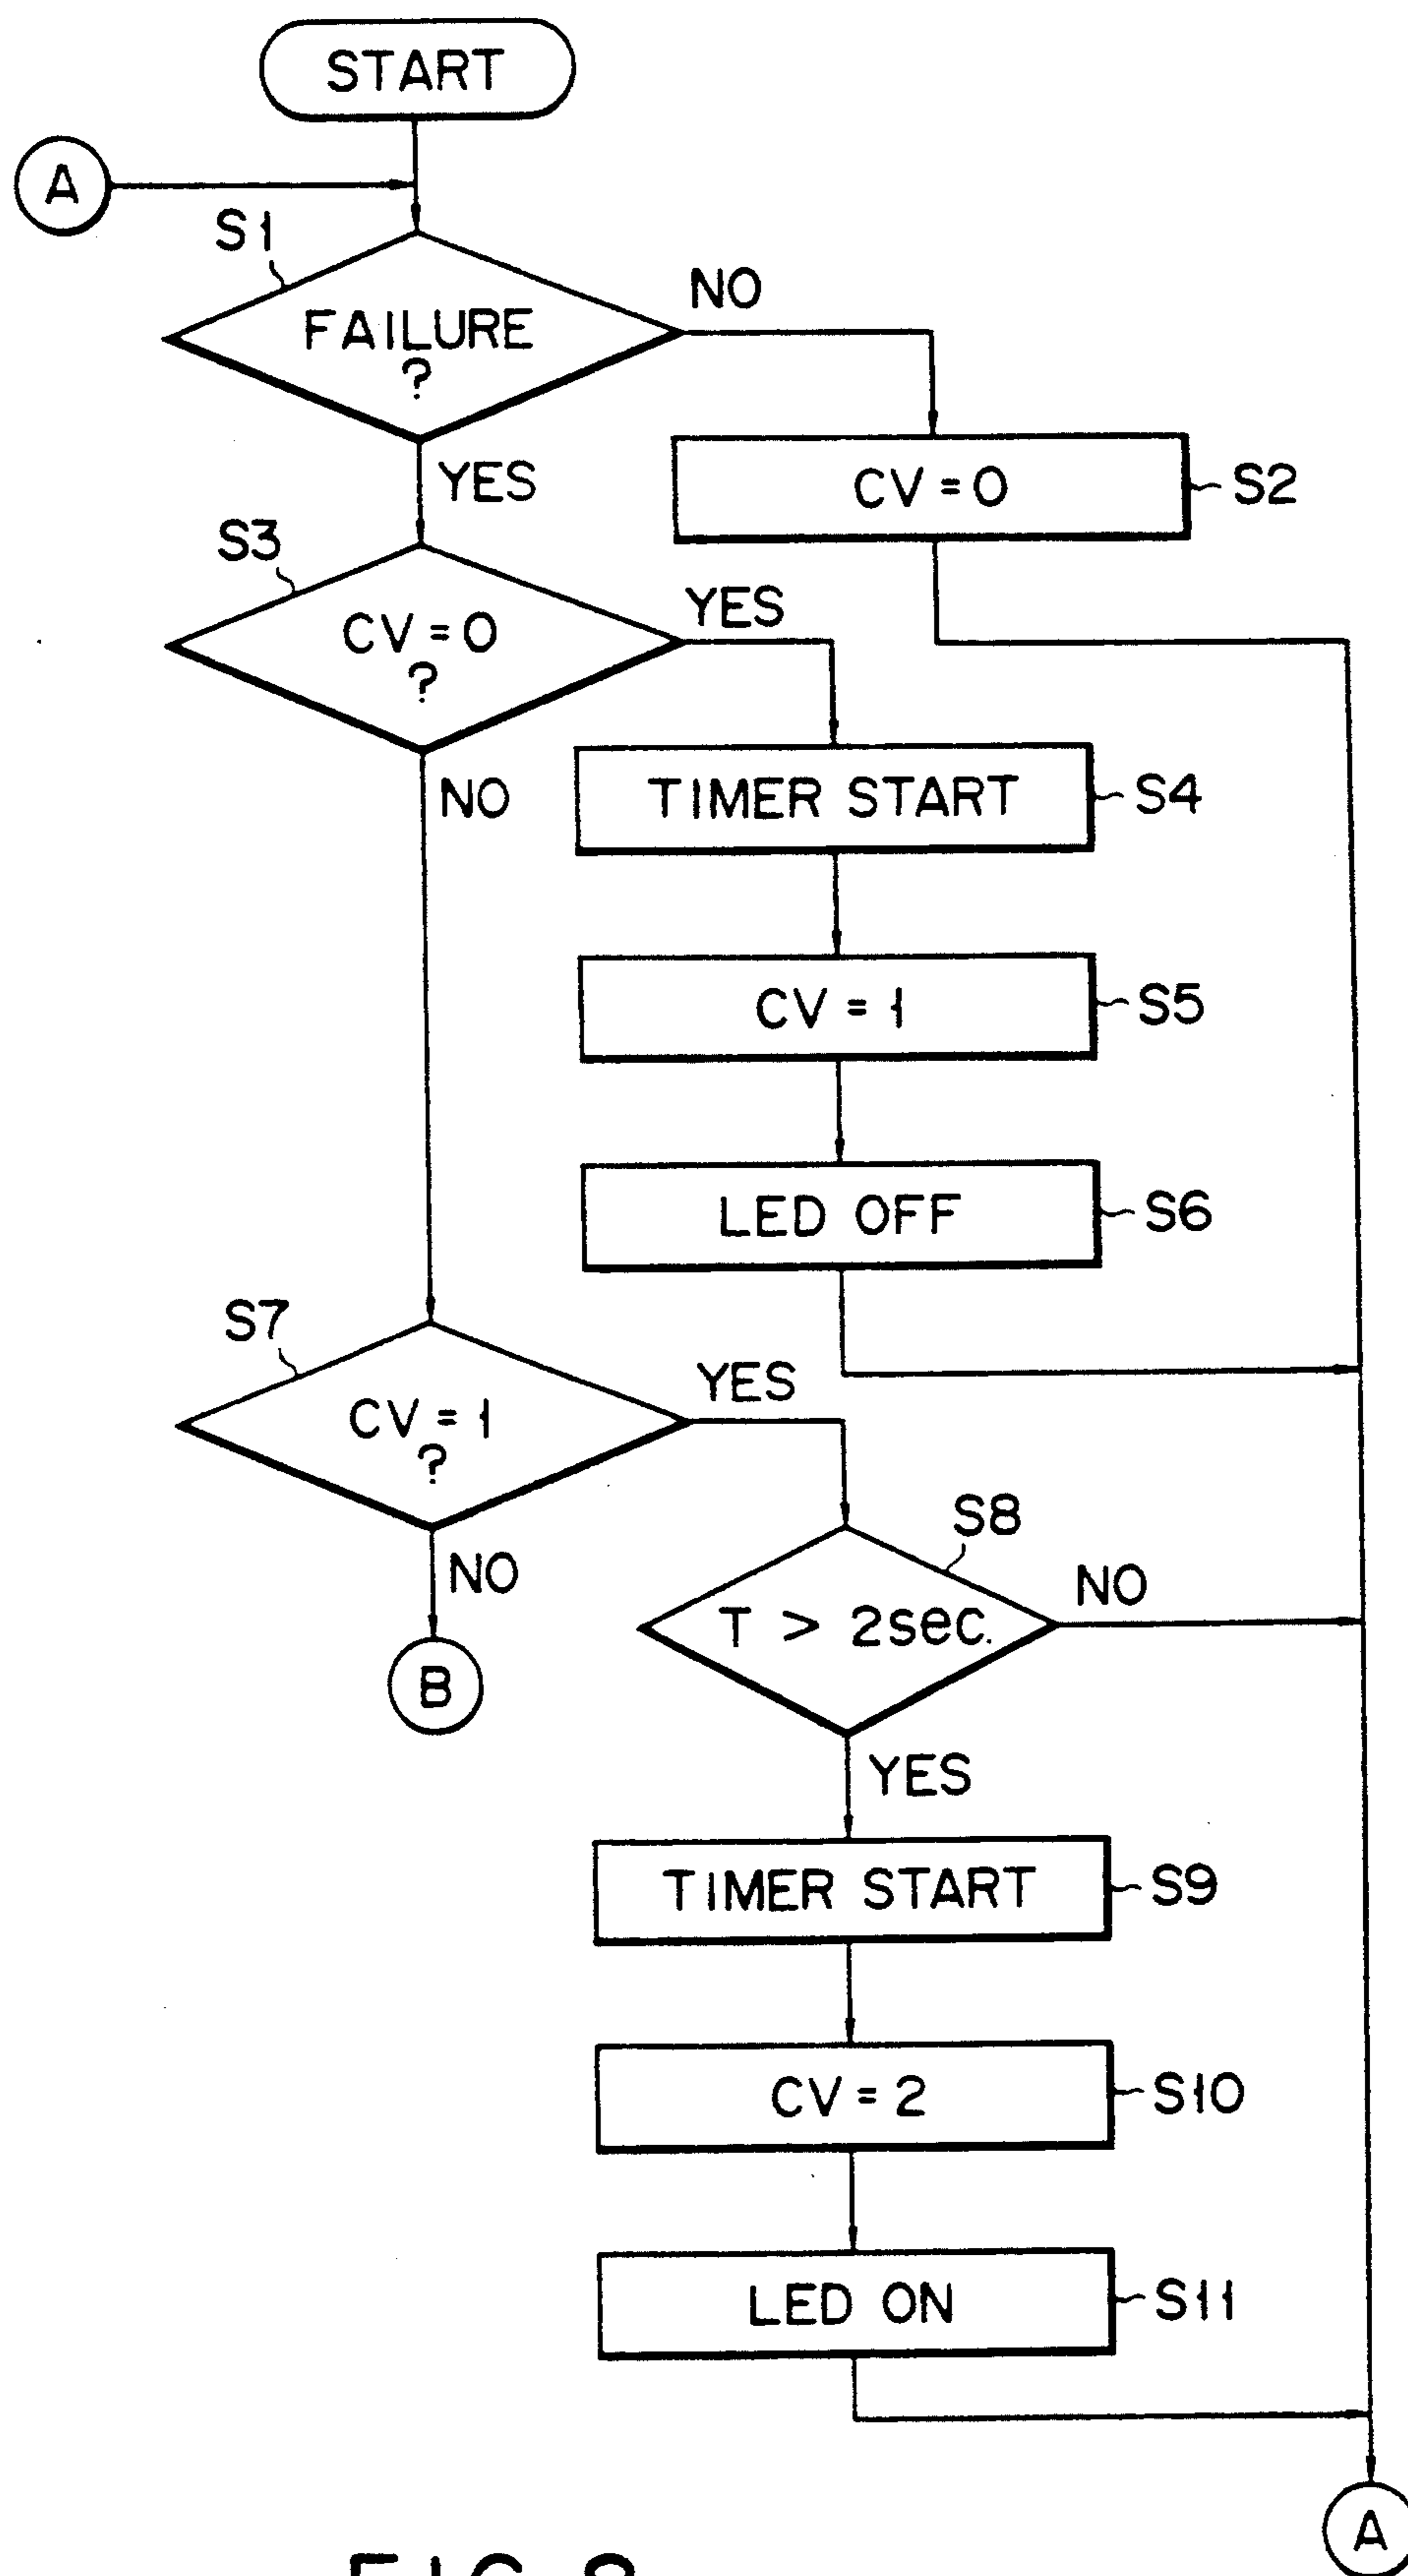 START
A
S1
FAILURE
?
NO
YES
CV = 0
S2
S3
CV = 0
?
YES
NO
TIMER START
S4
CV = 1
S5
LED OFF
S6
S7
CV = 1
?
YES
NO
B
S8
T > 2sec.
NO
YES
TIMER START
S9
CV = 2
S10
LED ON
S11
A